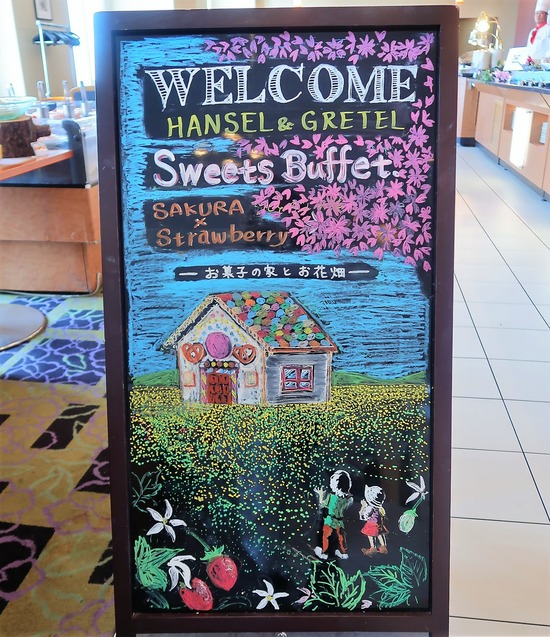 WELCOME
HANSEL & GRETEL
Sweets Buffet.
SAKURA
×
Strawberry
— お菓子の家とお花畑 —